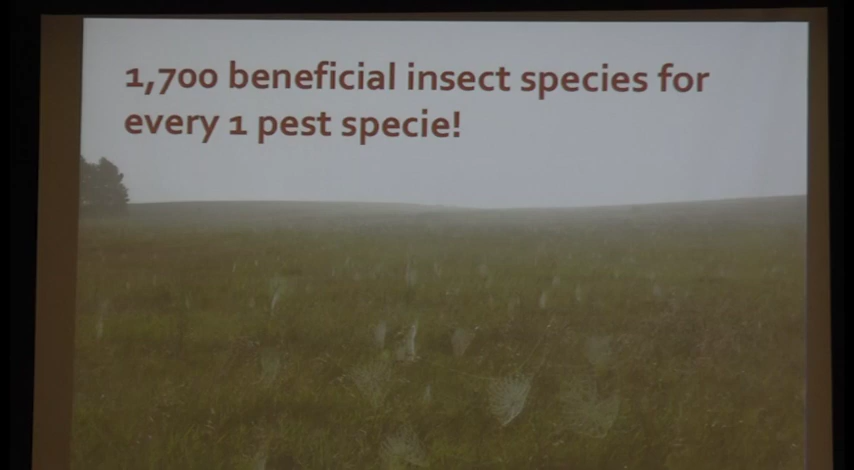 1,700 beneficial insect species for
every 1 pest specie!